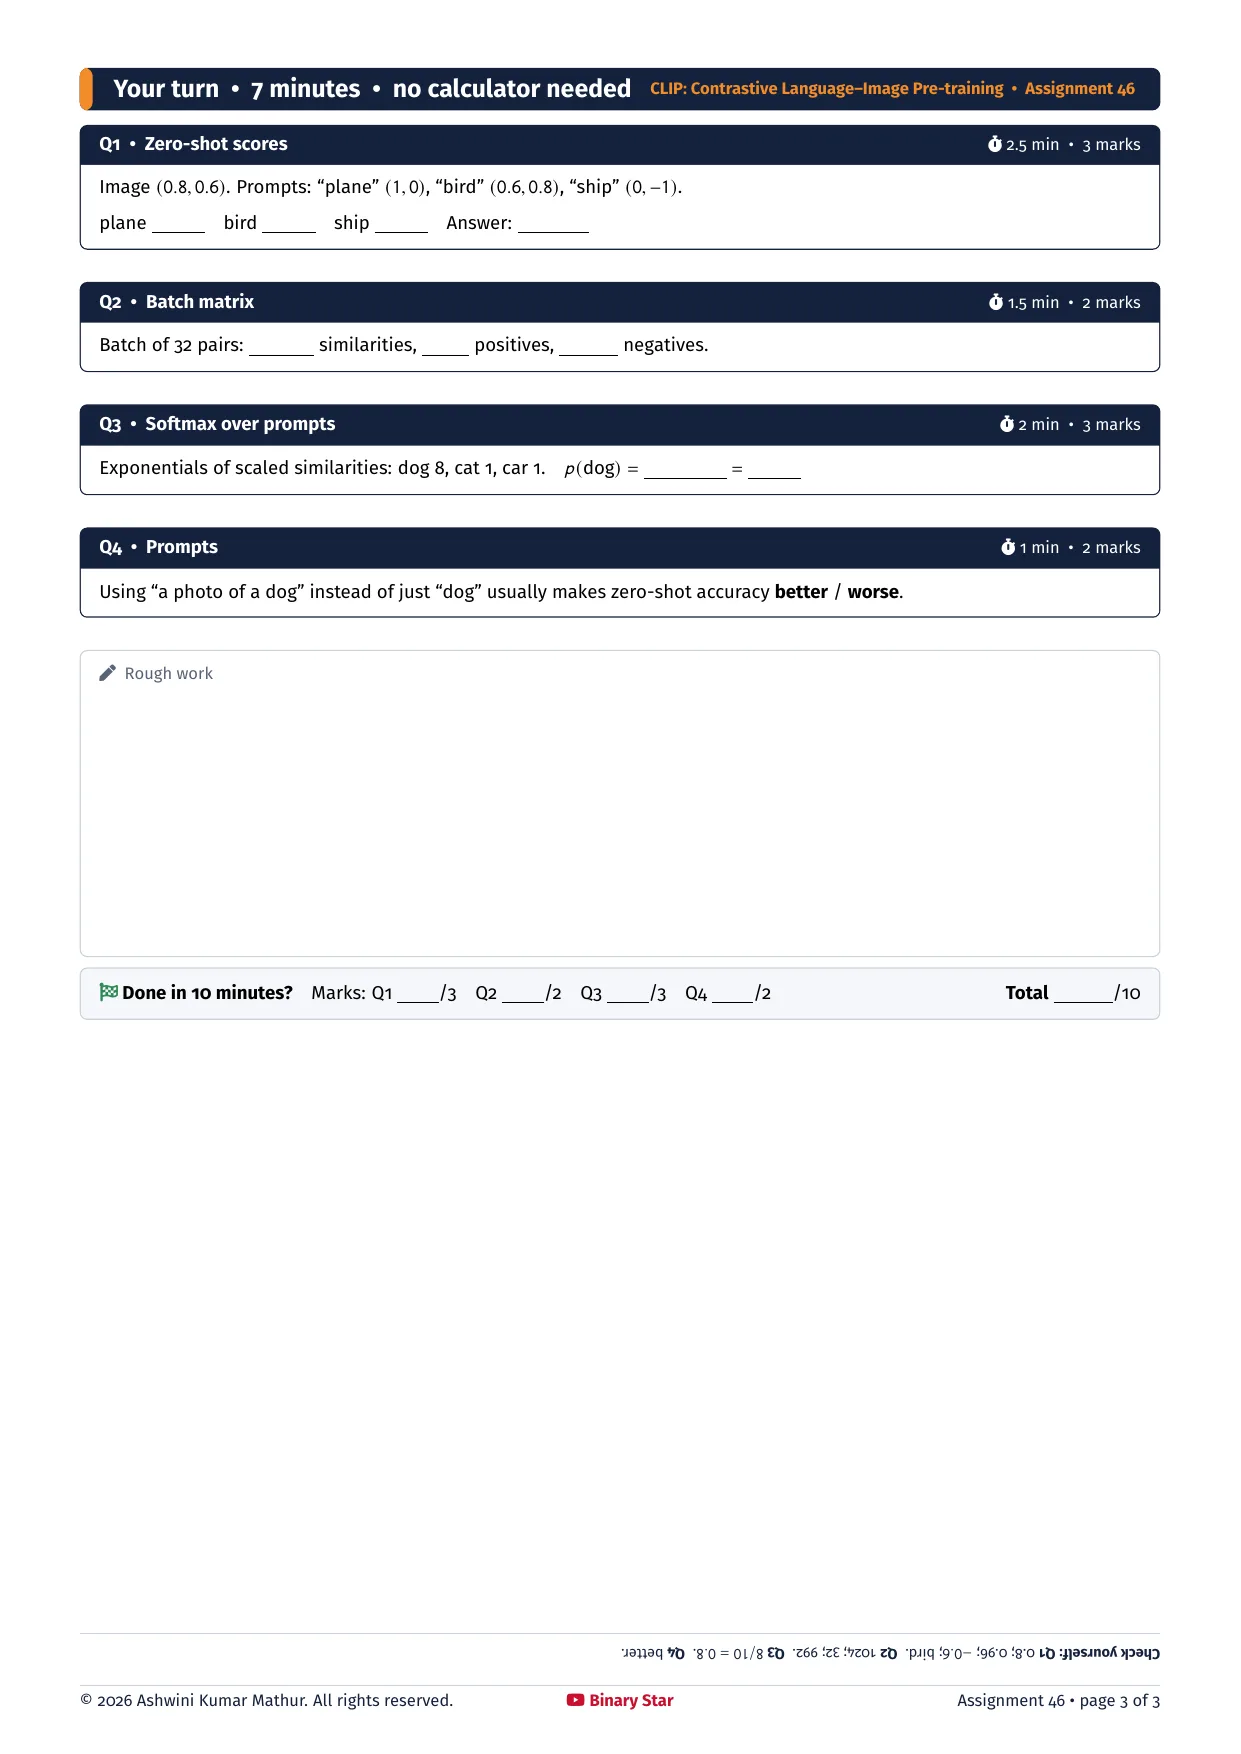 Your turn • 7 minutes • no calculator needed CLIP: Contrastive Language–Image Pre-training • Assignment 46
Q1 • Zero-shot scores 2.5 min • 3 marks
Image (0.8, 0.6). Prompts: “plane” (1, 0), “bird” (0.6, 0.8), “ship” (0, −1).
plane _____ bird _____ ship _____ Answer: _______
Q2 • Batch matrix 1.5 min • 2 marks
Batch of 32 pairs: ______ similarities, ____ positives, _____ negatives.
Q3 • Softmax over prompts 2 min • 3 marks
Exponentials of scaled similarities: dog 8, cat 1, car 1. p(dog) = ________ = _____
Q4 • Prompts 1 min • 2 marks
Using “a photo of a dog” instead of just “dog” usually makes zero-shot accuracy better / worse.
Rough work
Done in 10 minutes? Marks: Q1 ____/3 Q2 ____/2 Q3 ____/3 Q4 ____/2 Total _____/10
Check yourself: Q1 0.8; 0.96; −0.6; bird. Q2 1024; 32; 992. Q3 8/10 = 0.8. Q4 better.
© 2026 Ashwini Kumar Mathur. All rights reserved. Binary Star Assignment 46 • page 3 of 3